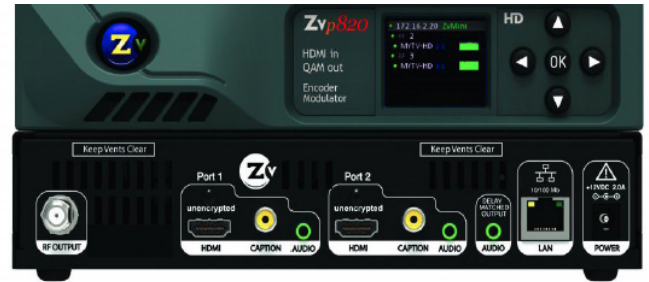 Zv
Zvp820
HD
HDMI in
QAM out
Encoder
Modulator
172.16.2.20 ZvMini
2
MYTV-HD
3
MYTV-HD
OK
Keep Vents Clear
Keep Vents Clear
Port 1
Zv
Port 2
unencrypted
unencrypted
DELAY
MATCHED
OUTPUT
10/100 Mb
+12VDC 2.0A
RF OUTPUT
HDMI
CAPTION
AUDIO
HDMI
CAPTION
AUDIO
AUDIO
LAN
POWER